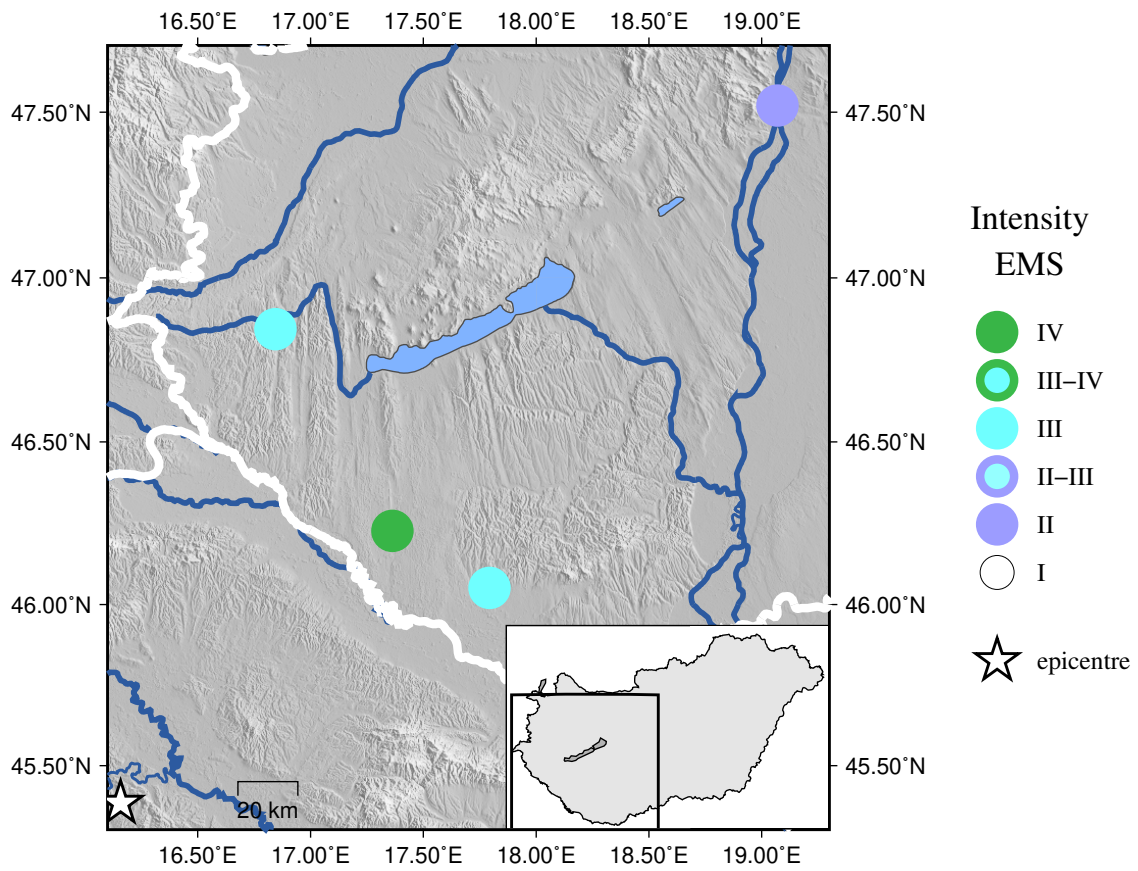 16.50˚E 17.00˚E 17.50˚E 18.00˚E 18.50˚E 19.00˚E
47.50˚N 47.50˚N
47.00˚N 47.00˚N
46.50˚N 46.50˚N
46.00˚N 46.00˚N
45.50˚N 45.50˚N
20 km
16.50˚E 17.00˚E 17.50˚E 18.00˚E 18.50˚E 19.00˚E
Intensity
EMS
IV
III–IV
III
II–III
II
I
epicentre